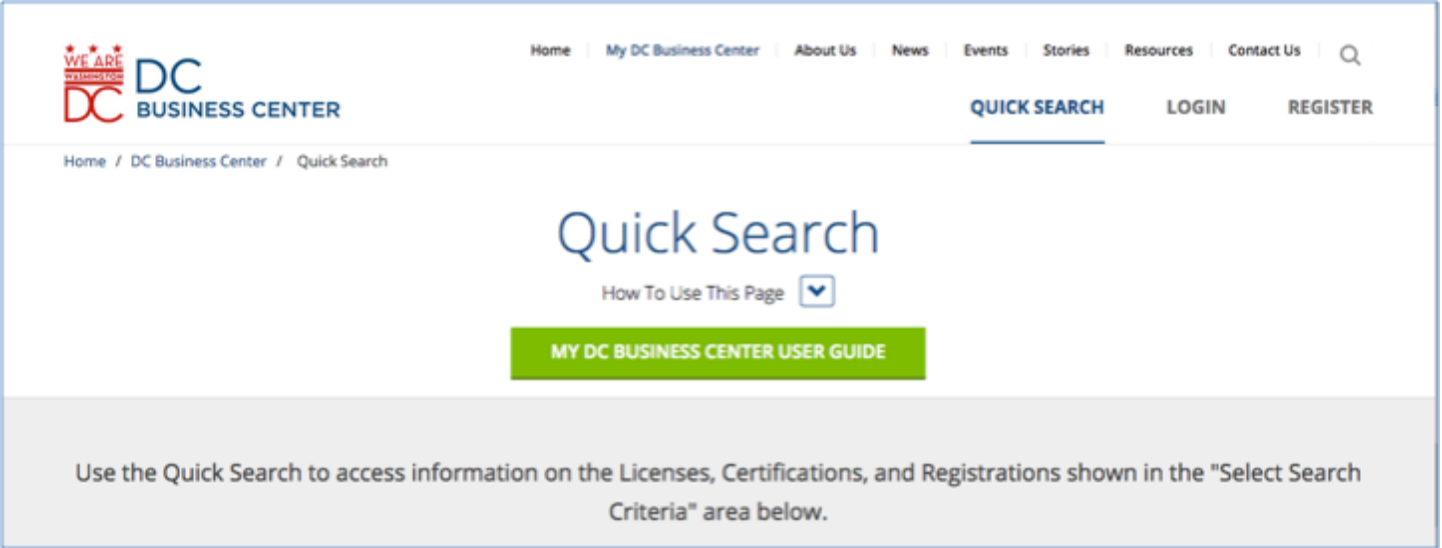 WE ARE
WASHINGTON
DC
DC
BUSINESS CENTER
Home My DC Business Center About Us News Events Stories Resources Contact Us
QUICK SEARCH LOGIN REGISTER
Home / DC Business Center / Quick Search
Quick Search
How To Use This Page
MY DC BUSINESS CENTER USER GUIDE
Use the Quick Search to access information on the Licenses, Certifications, and Registrations shown in the "Select Search
Criteria" area below.